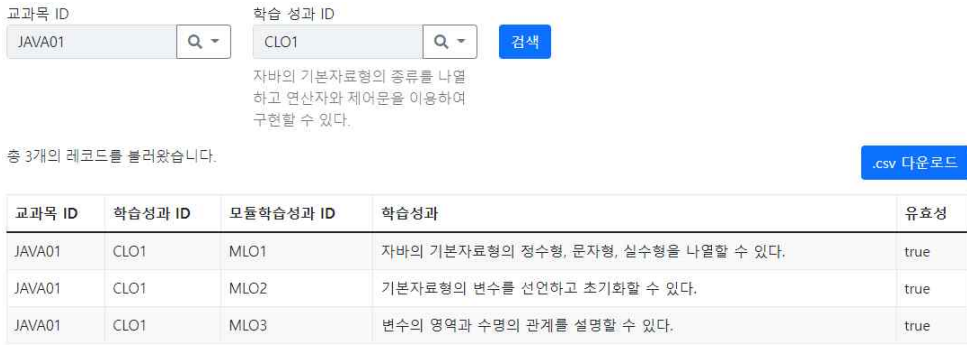 교과목 ID 학습 성과 ID
JAVA01 CLO1 검색
자바의 기본자료형의 종류를 나열
하고 연산자와 제어문을 이용하여
구현할 수 있다.
총 3개의 레코드를 불러왔습니다.
.csv 다운로드
교과목 ID 학습성과 ID 모듈학습성과 ID 학습성과 유효성
JAVA01 CLO1 MLO1 자바의 기본자료형의 정수형, 문자형, 실수형을 나열할 수 있다. true
JAVA01 CLO1 MLO2 기본자료형의 변수를 선언하고 초기화할 수 있다. true
JAVA01 CLO1 MLO3 변수의 영역과 수명의 관계를 설명할 수 있다. true